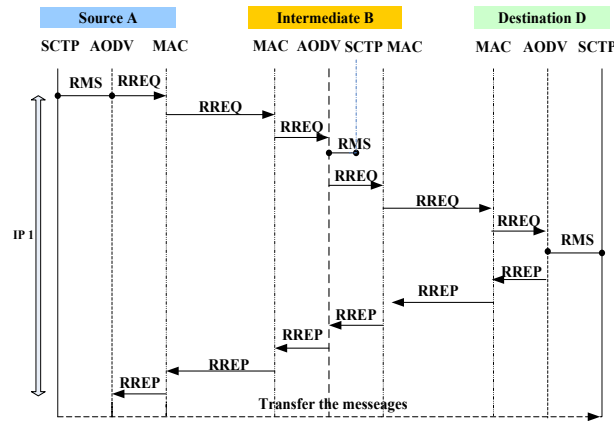 Source A Intermediate B Destination D
SCTP AODV MAC MAC AODV SCTP MAC MAC AODV SCTP
RMS RREQ
RREQ
RREQ
RMS
RREQ
RREQ
RREQ
RMS
IP 1
RREP
RREP
RREP
RREP
RREP
RREP
Transfer the messeages